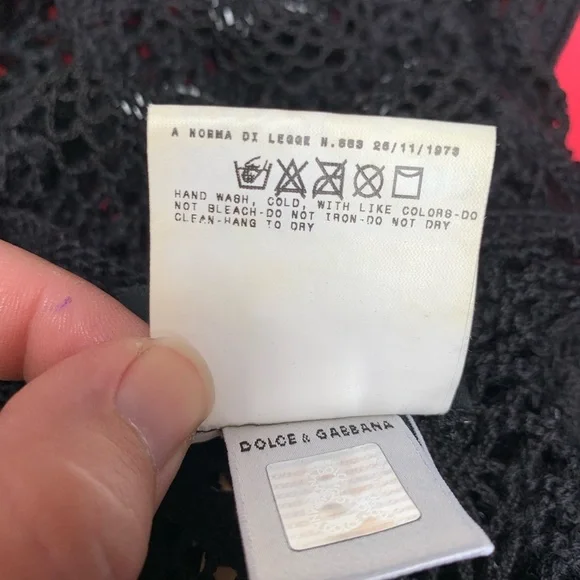 A NORMA DI LEGGE N.883 26/11/1973
HAND WASH, COLD, WITH LIKE COLORS-DO
NOT BLEACH-DO NOT IRON-DO NOT DRY
CLEAN-HANG TO DRY
DOLCE & GABBANA